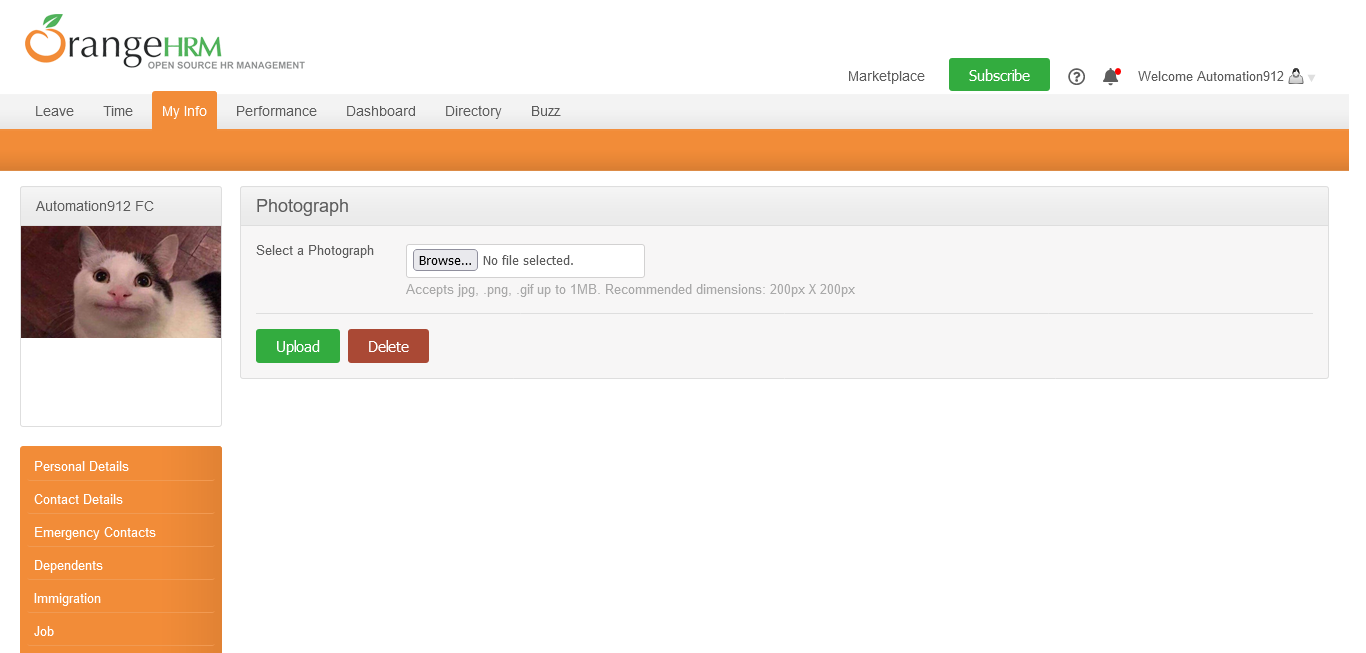 OrangeHRM
OPEN SOURCE HR MANAGEMENT
Marketplace Subscribe Welcome Automation912
Leave Time My Info Performance Dashboard Directory Buzz
Automation912 FC
Photograph
Select a Photograph Browse... No file selected.
Accepts jpg, .png, .gif up to 1MB. Recommended dimensions: 200px X 200px
Upload Delete
Personal Details
Contact Details
Emergency Contacts
Dependents
Immigration
Job